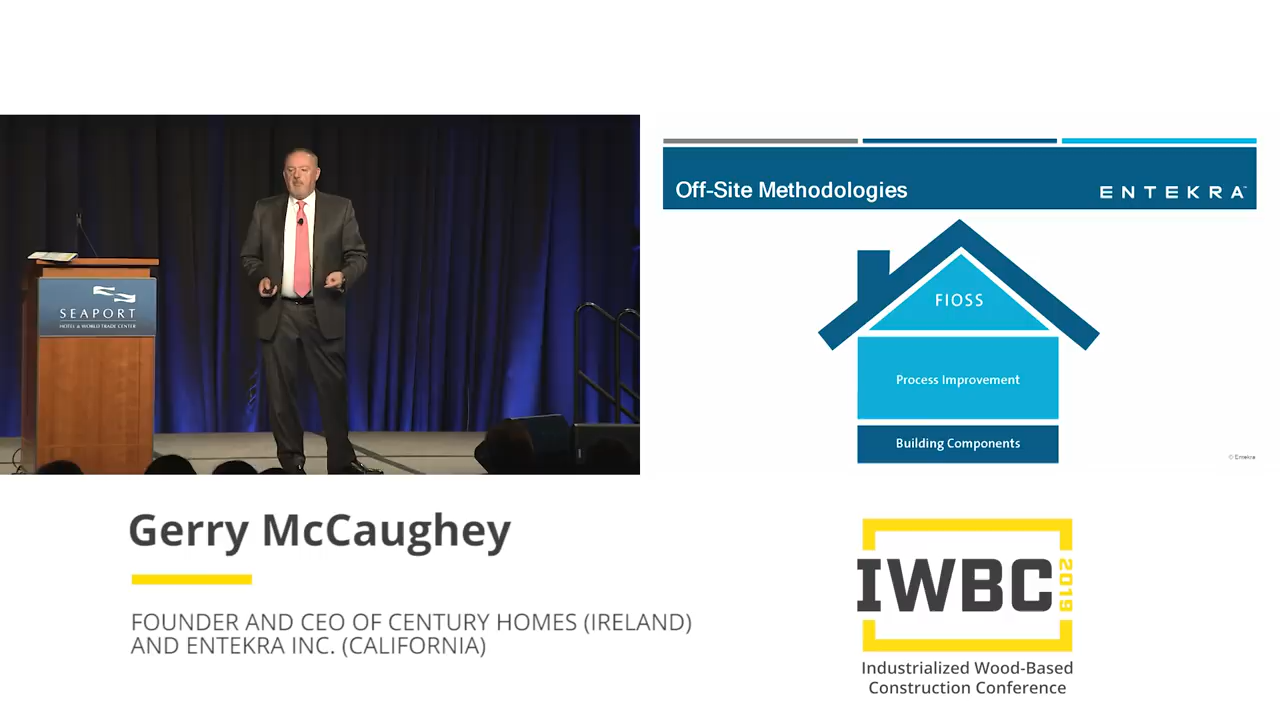 SEAPORT
HOTEL & WORLD TRADE CENTER
Off-Site Methodologies
ENTEKRA™
FIOSS
Process Improvement
Building Components
© Entekra
Gerry McCaughey
FOUNDER AND CEO OF CENTURY HOMES (IRELAND)
AND ENTEKRA INC. (CALIFORNIA)
IWBC
2019
Industrialized Wood-Based
Construction Conference